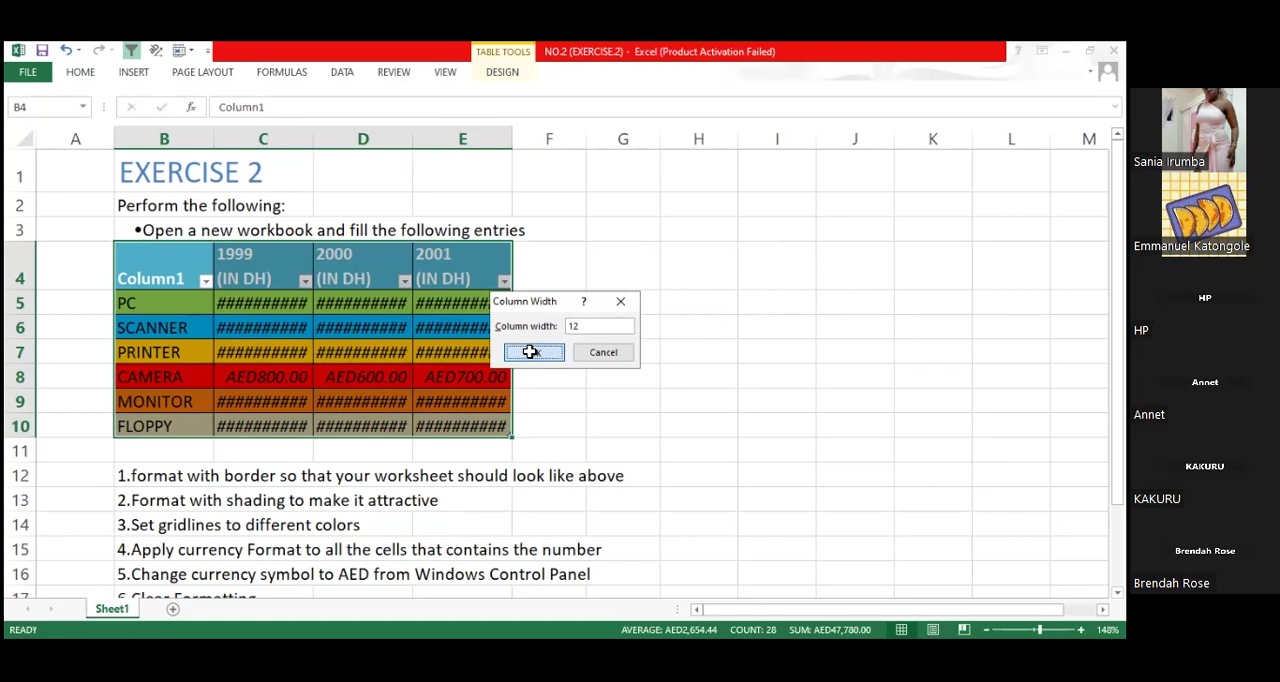 TABLE TOOLS
NO.2 (EXERCISE.2) - Excel (Product Activation Failed)
FILE HOME INSERT PAGE LAYOUT FORMULAS DATA REVIEW VIEW DESIGN
B4 Column1
A B C D E F G H I J K L M
1 EXERCISE 2
2 Perform the following:
3 •Open a new workbook and fill the following entries
1999 2000 2001
4 Column1 (IN DH) (IN DH) (IN DH)
5 PC ########## ########## ##########
6 SCANNER ########## ########## ##########
7 PRINTER ########## ########## ##########
8 CAMERA AED800.00 AED600.00 AED700.00
9 MONITOR ########## ########## ##########
10 FLOPPY ########## ########## ##########
11
12 1.format with border so that your worksheet should look like above
13 2.Format with shading to make it attractive
14 3.Set gridlines to different colors
15 4.Apply currency Format to all the cells that contains the number
16 5.Change currency symbol to AED from Windows Control Panel
17 6.Clear Formatting
Column Width ?
Column width: 12
Cancel
Sheet1
READY AVERAGE: AED2,654.44 COUNT: 28 SUM: AED47,780.00 148%
Sania Irumba
Emmanuel Katongole
HP
HP
Annet
Annet
KAKURU
KAKURU
Brendah Rose
Brendah Rose